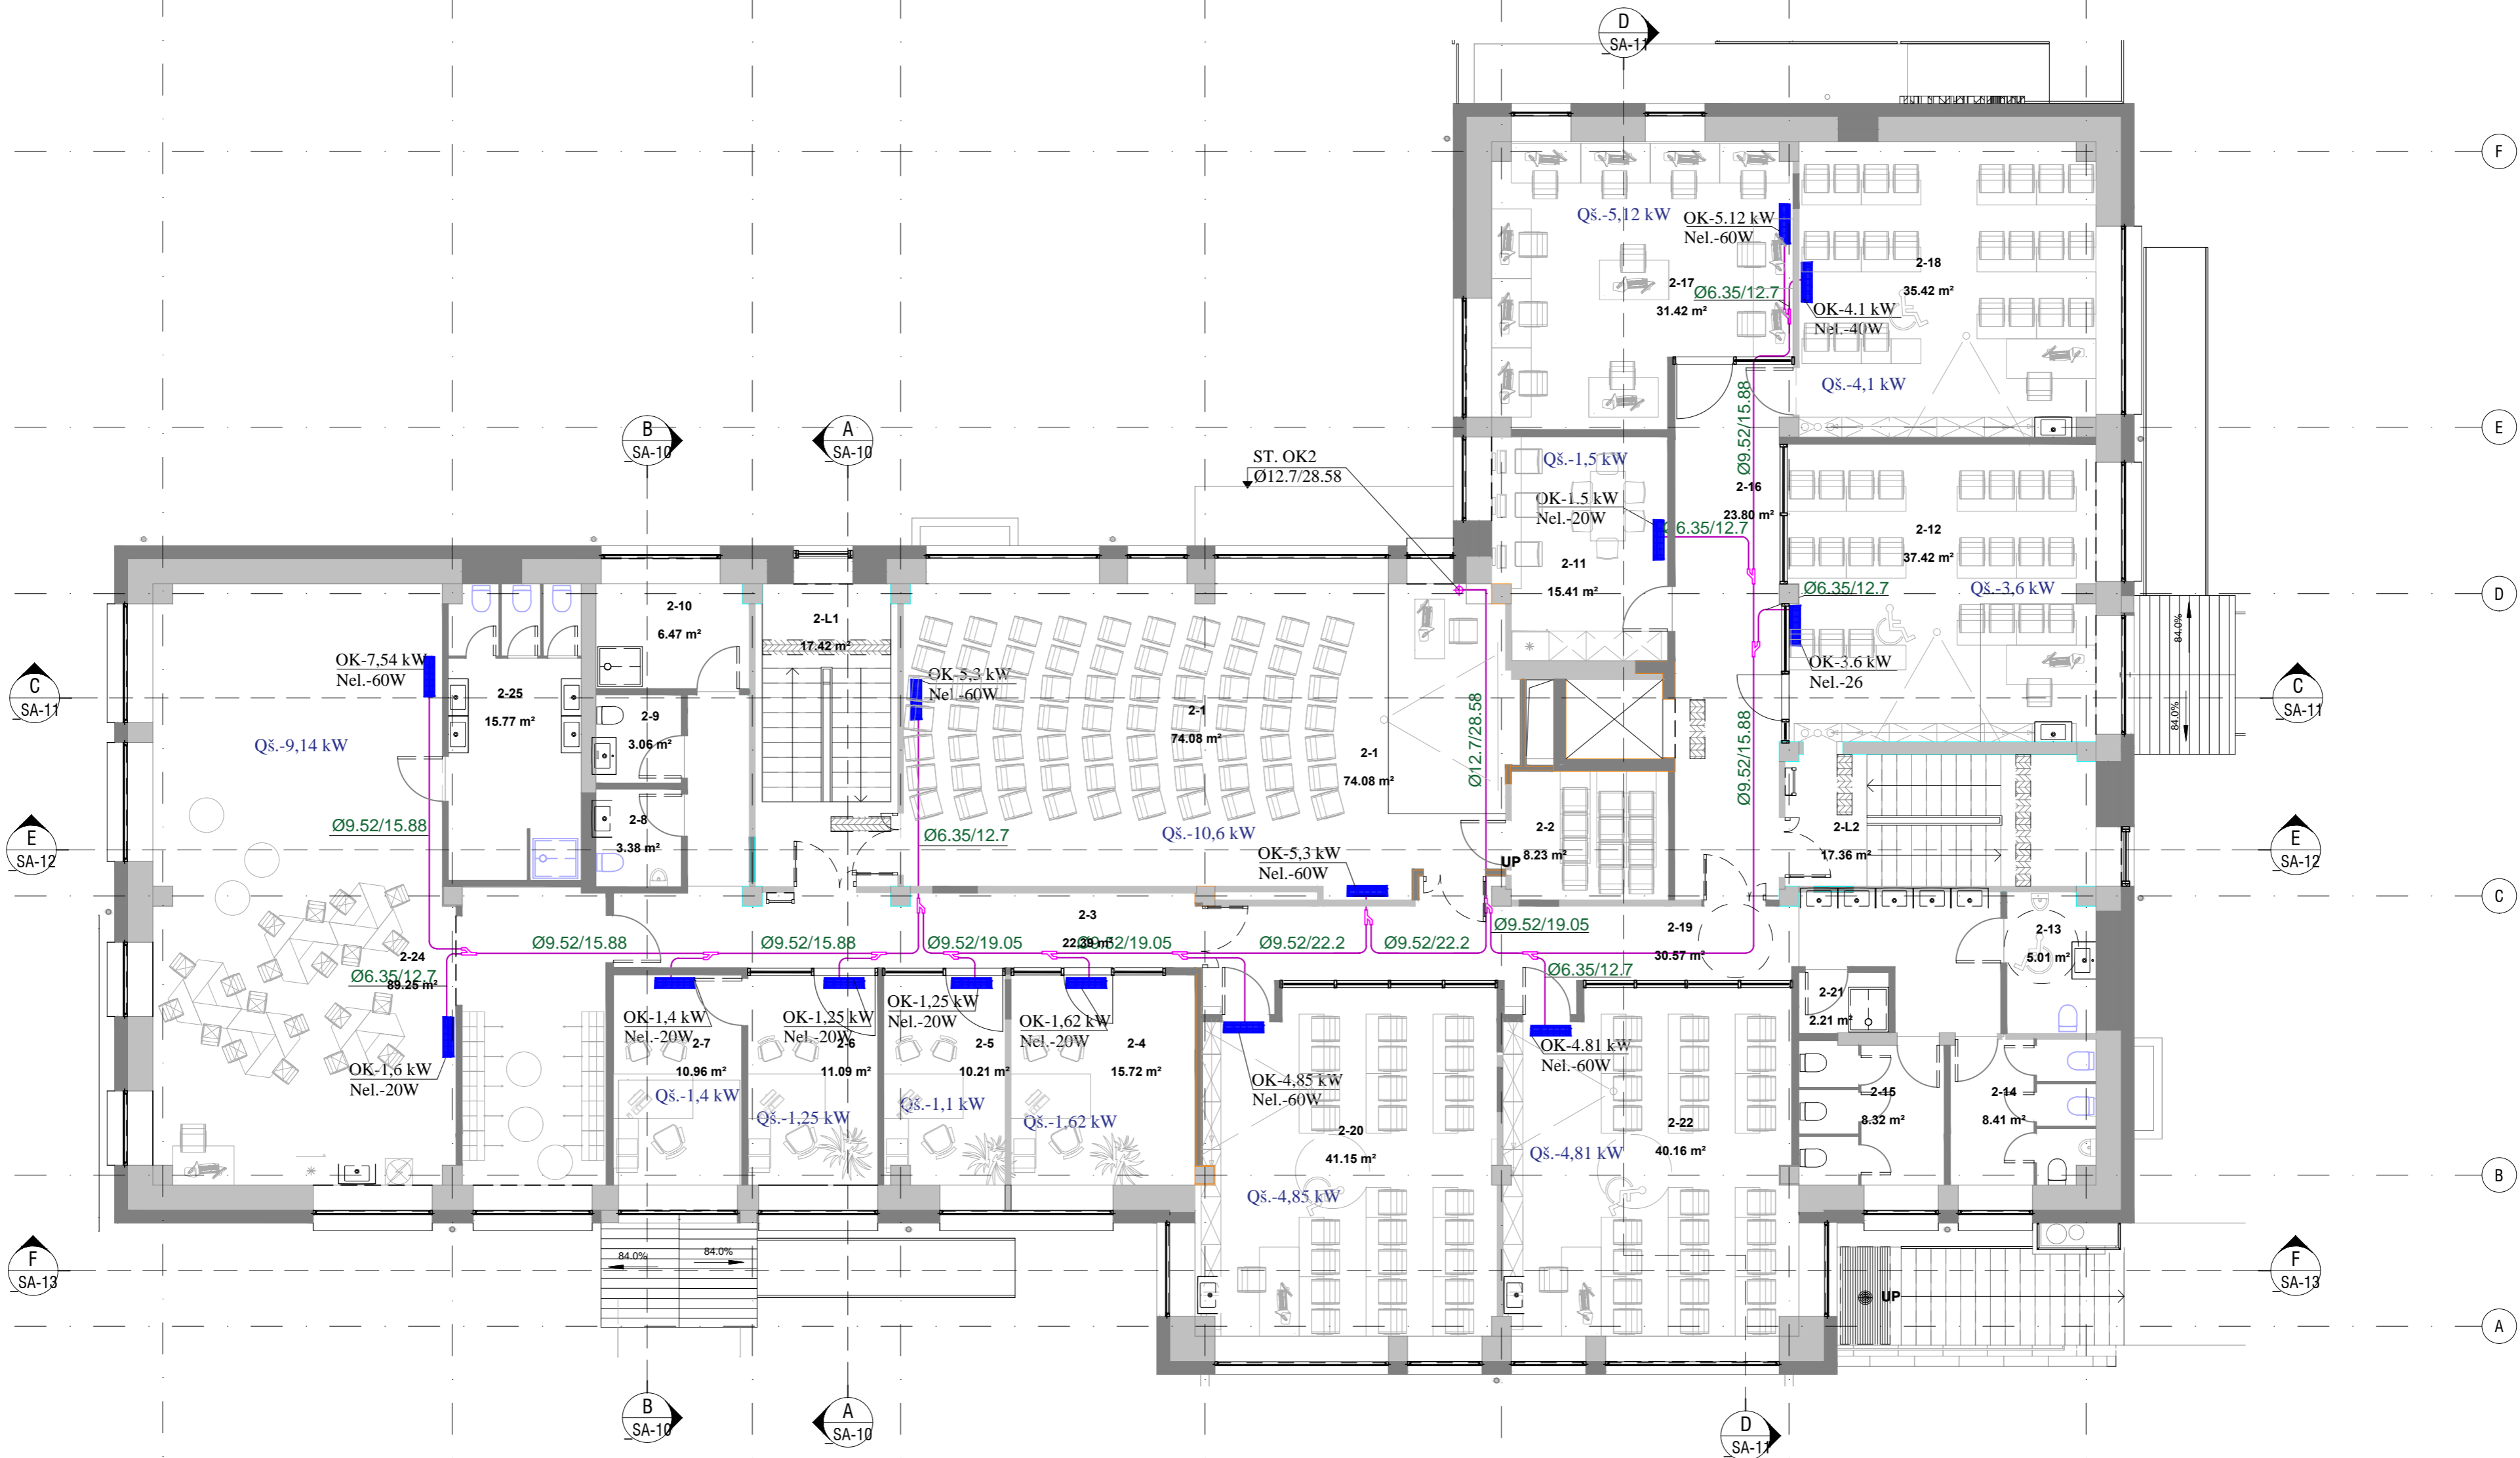 D
SA-11
F
Qš.-5,12 kW
OK-5.12 kW
Nel.-60W
2-18
35.42 m²
2-17
31.42 m²
Ø6.35/12.7
OK-4.1 kW
Nel.-40W
Qš.-4,1 kW
Ø9.52/15.88
E
B
SA-10
A
SA-10
ST. OK2
Ø12.7/28.58
Qš.-1,5 kW
OK-1.5 kW
Nel.-20W
Ø6.35/12.7
2-16
23.80 m²
2-12
37.42 m²
2-11
15.41 m²
Ø6.35/12.7
Qš.-3,6 kW
D
2-10
6.47 m²
2-L1
17.42 m²
84.0%
84.0%
OK-7,54 kW
Nel.-60W
OK-5,3 kW
Nel.-60W
OK-3.6 kW
Nel.-26
C
SA-11
C
SA-11
2-25
15.77 m²
2-9
3.06 m²
2-1
74.08 m²
2-1
74.08 m²
Ø12.7/28.58
Ø9.52/15.88
Qš.-9,14 kW
Ø9.52/15.88
2-8
3.38 m²
Ø6.35/12.7
Qš.-10,6 kW
OK-5,3 kW
Nel.-60W
UP
2-2
8.23 m²
2-L2
17.36 m²
E
SA-12
E
SA-12
C
2-3
22.39 m²
Ø9.52/15.88
Ø9.52/15.88
Ø9.52/19.05
Ø9.52/19.05
Ø9.52/22.2
Ø9.52/22.2
Ø9.52/19.05
2-19
30.57 m²
2-13
5.01 m²
2-24
89.25 m²
Ø6.35/12.7
Ø6.35/12.7
2-21
2.21 m²
OK-1,6 kW
Nel.-20W
OK-1,4 kW
Nel.-20W
2-7
10.96 m²
Qš.-1,4 kW
OK-1,25 kW
Nel.-20W
2-6
11.09 m²
Qš.-1,25 kW
OK-1,25 kW
Nel.-20W
2-5
10.21 m²
Qš.-1,1 kW
OK-1,62 kW
Nel.-20W
2-4
15.72 m²
Qš.-1,62 kW
OK-4,85 kW
Nel.-60W
2-20
41.15 m²
Qš.-4,85 kW
OK-4.81 kW
Nel.-60W
2-22
40.16 m²
Qš.-4,81 kW
2-15
8.32 m²
2-14
8.41 m²
B
84.0%
84.0%
F
SA-13
F
SA-13
UP
A
B
SA-10
A
SA-10
D
SA-11